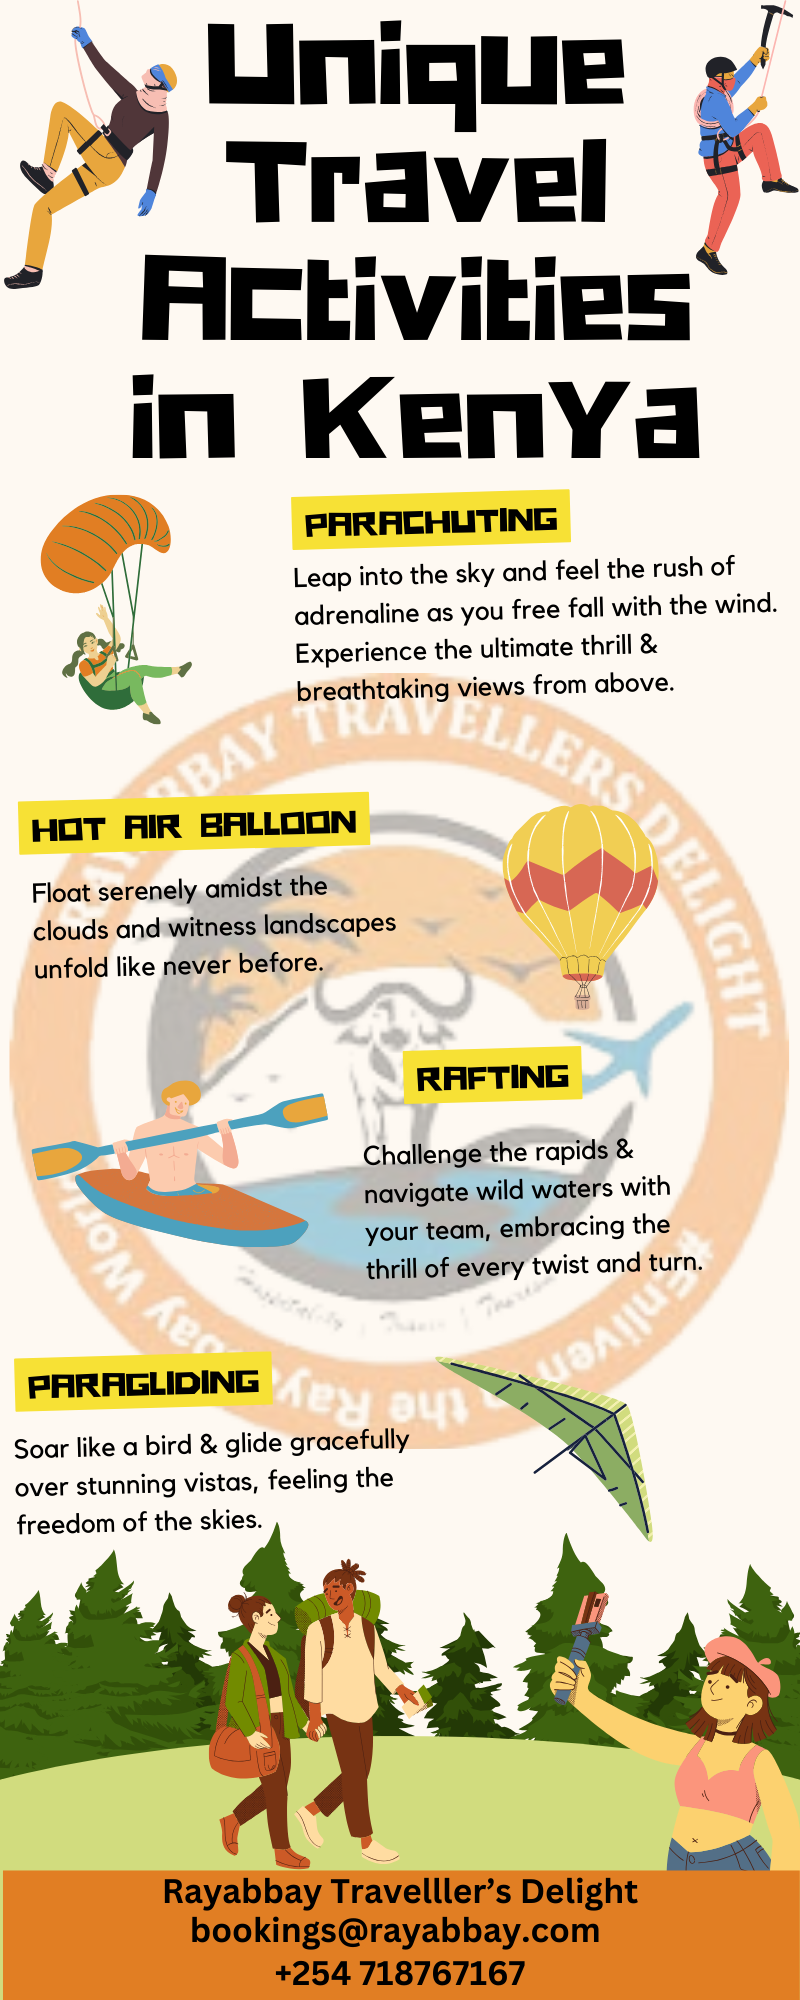 Unique
Travel
Activities
in Kenya
PARACHUTING
Leap into the sky and feel the rush of
adrenaline as you free fall with the wind.
Experience the ultimate thrill &
breathtaking views from above.
TRAVELLERS DELIGHT
HOT AIR BALLOON
Float serenely amidst the
clouds and witness landscapes
unfold like never before.
RAFTING
Challenge the rapids &
navigate wild waters with
your team, embracing the
thrill of every twist and turn.
Hospitality | Travel | Tourism
#Enliven
the
PARAGLIDING
Soar like a bird & glide gracefully
over stunning vistas, feeling the
freedom of the skies.
Rayabbay Travelller’s Delight
bookings@rayabbay.com
+254 718767167